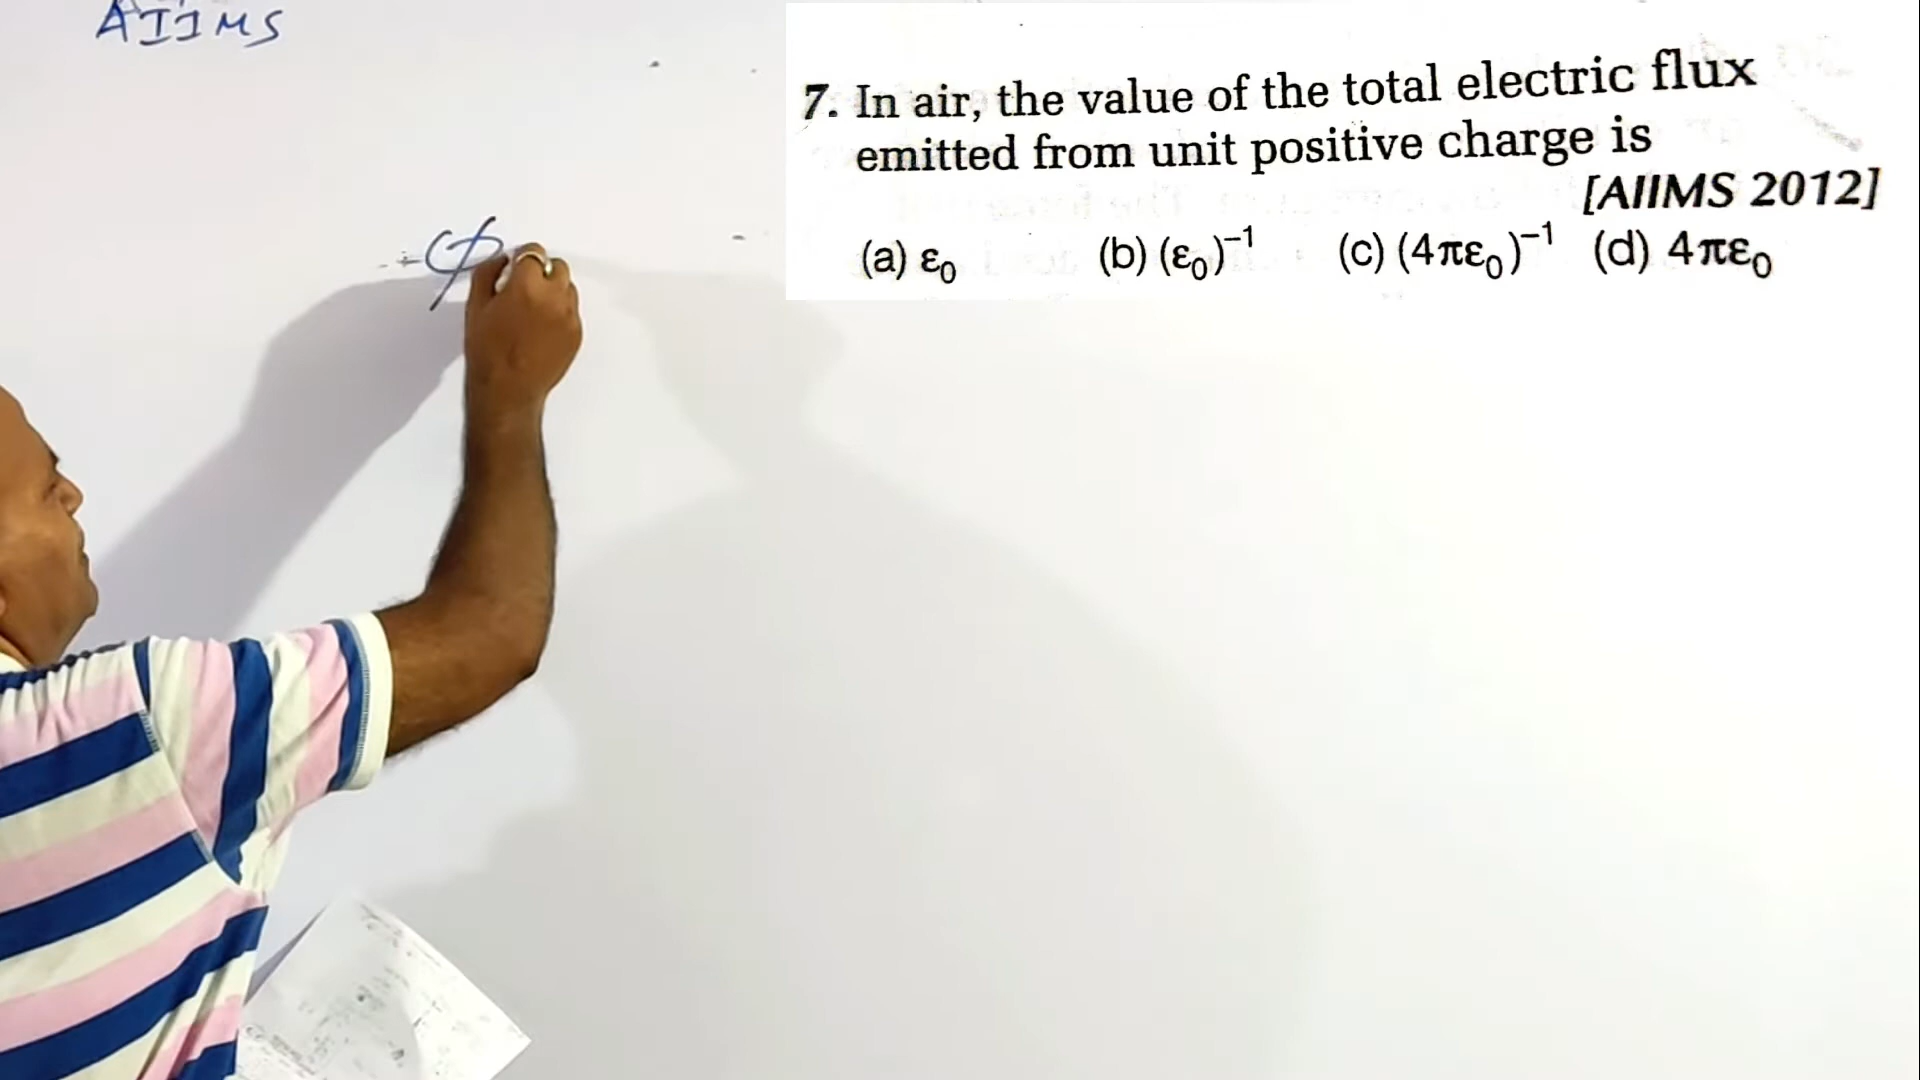 AIIMS
7. In air, the value of the total electric flux
emitted from unit positive charge is
[AIIMS 2012]
(a) ε₀ (b) (ε₀)⁻¹ (c) (4πε₀)⁻¹ (d) 4πε₀
ϕ